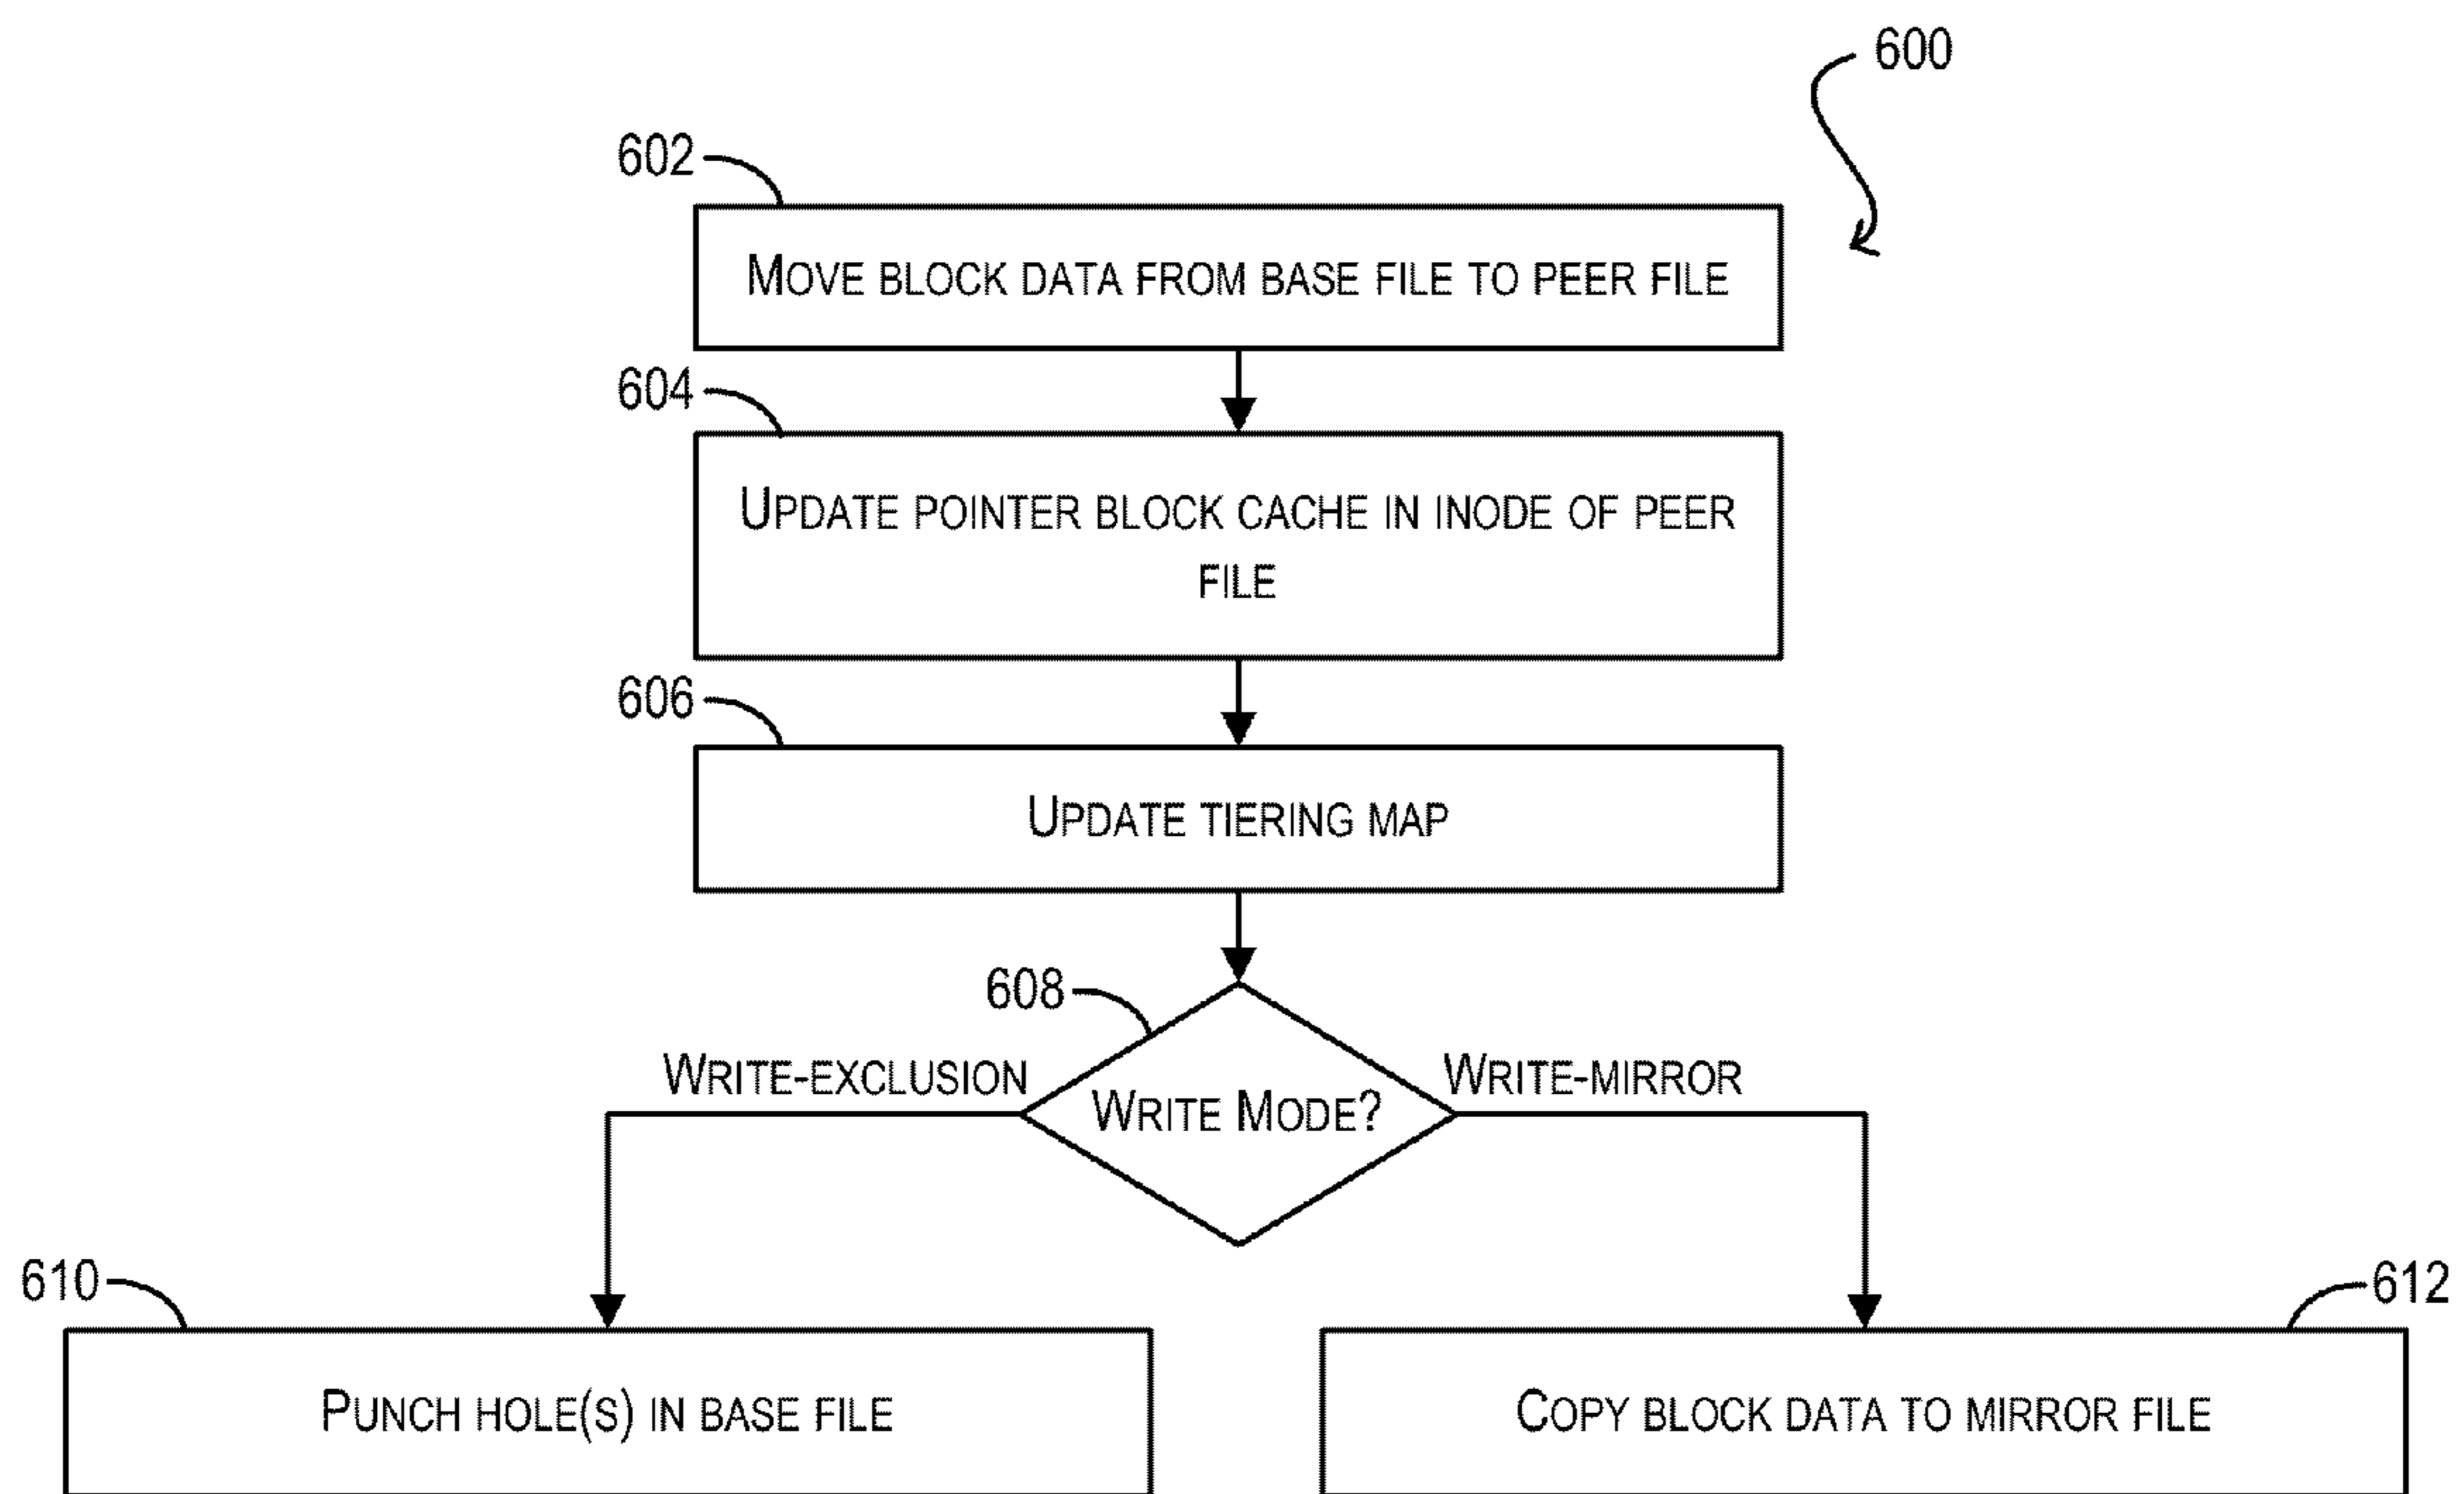 600
602
MOVE BLOCK DATA FROM BASE FILE TO PEER FILE
604
UPDATE POINTER BLOCK CACHE IN INODE OF PEER
FILE
606
UPDATE TIERING MAP
608
WRITE-EXCLUSION
WRITE MODE?
WRITE-MIRROR
610
612
PUNCH HOLE(S) IN BASE FILE
COPY BLOCK DATA TO MIRROR FILE